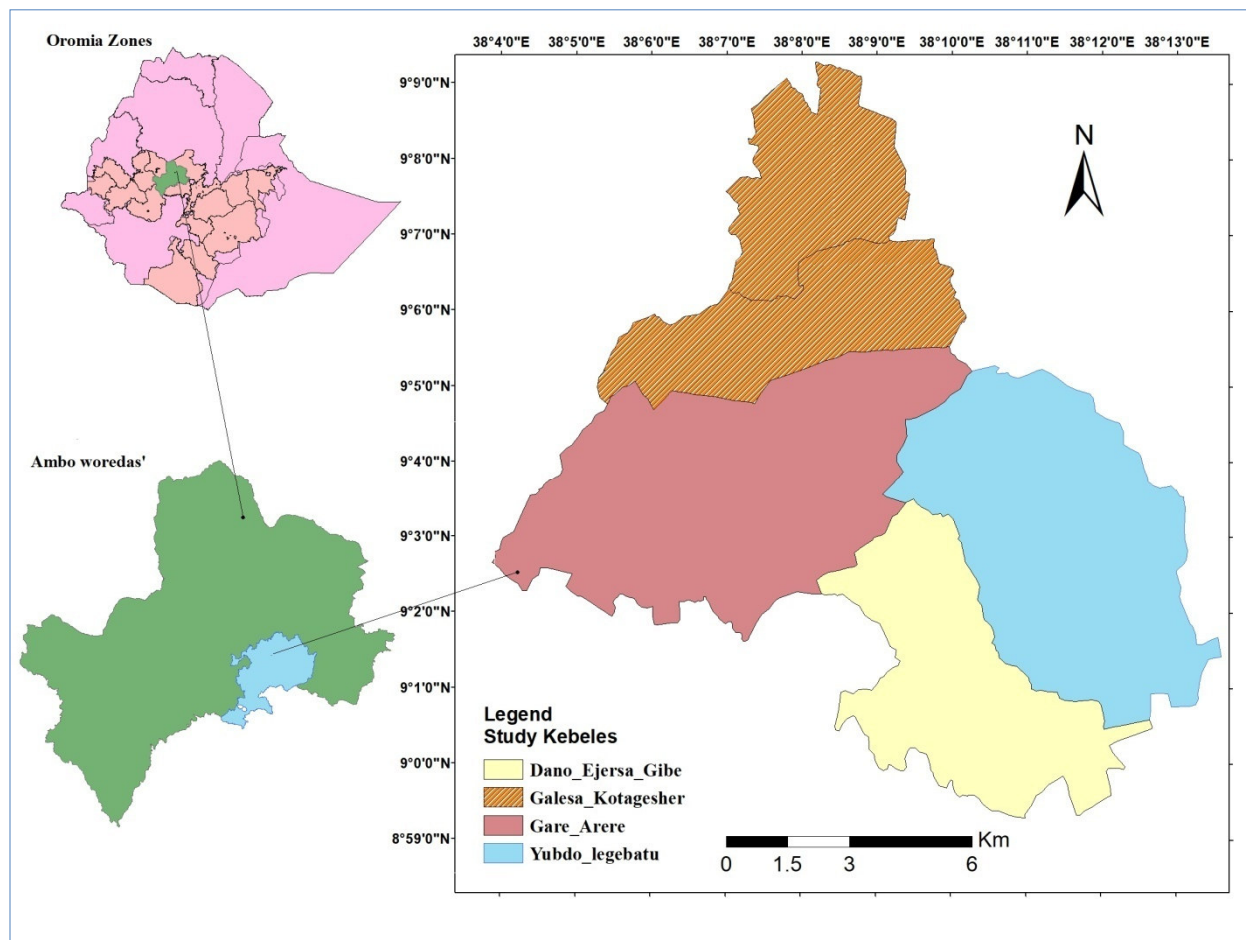 Oromia Zones
Ambo woredas'
38°4'0"E 38°5'0"E 38°6'0"E 38°7'0"E 38°8'0"E 38°9'0"E 38°10'0"E 38°11'0"E 38°12'0"E 38°13'0"E
9°9'0"N
9°8'0"N
9°7'0"N
9°6'0"N
9°5'0"N
9°4'0"N
9°3'0"N
9°2'0"N
9°1'0"N
9°0'0"N
8°59'0"N
N
Legend
Study Kebeles
Dano_Ejersa_Gibe
Galesa_Kotagesher
Gare_Arere
Yubdo_legebatu
Km
0 1.5 3 6